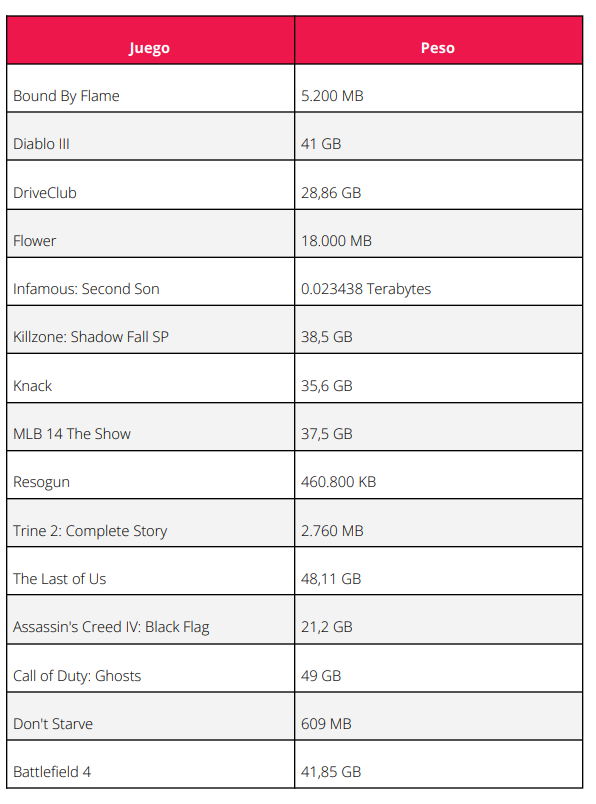 Juego Peso
Bound By Flame 5.200 MB
Diablo III 41 GB
DriveClub 28,86 GB
Flower 18.000 MB
Infamous: Second Son 0.023438 Terabytes
Killzone: Shadow Fall SP 38,5 GB
Knack 35,6 GB
MLB 14 The Show 37,5 GB
Resogun 460.800 KB
Trine 2: Complete Story 2.760 MB
The Last of Us 48,11 GB
Assassin's Creed IV: Black Flag 21,2 GB
Call of Duty: Ghosts 49 GB
Don't Starve 609 MB
Battlefield 4 41,85 GB